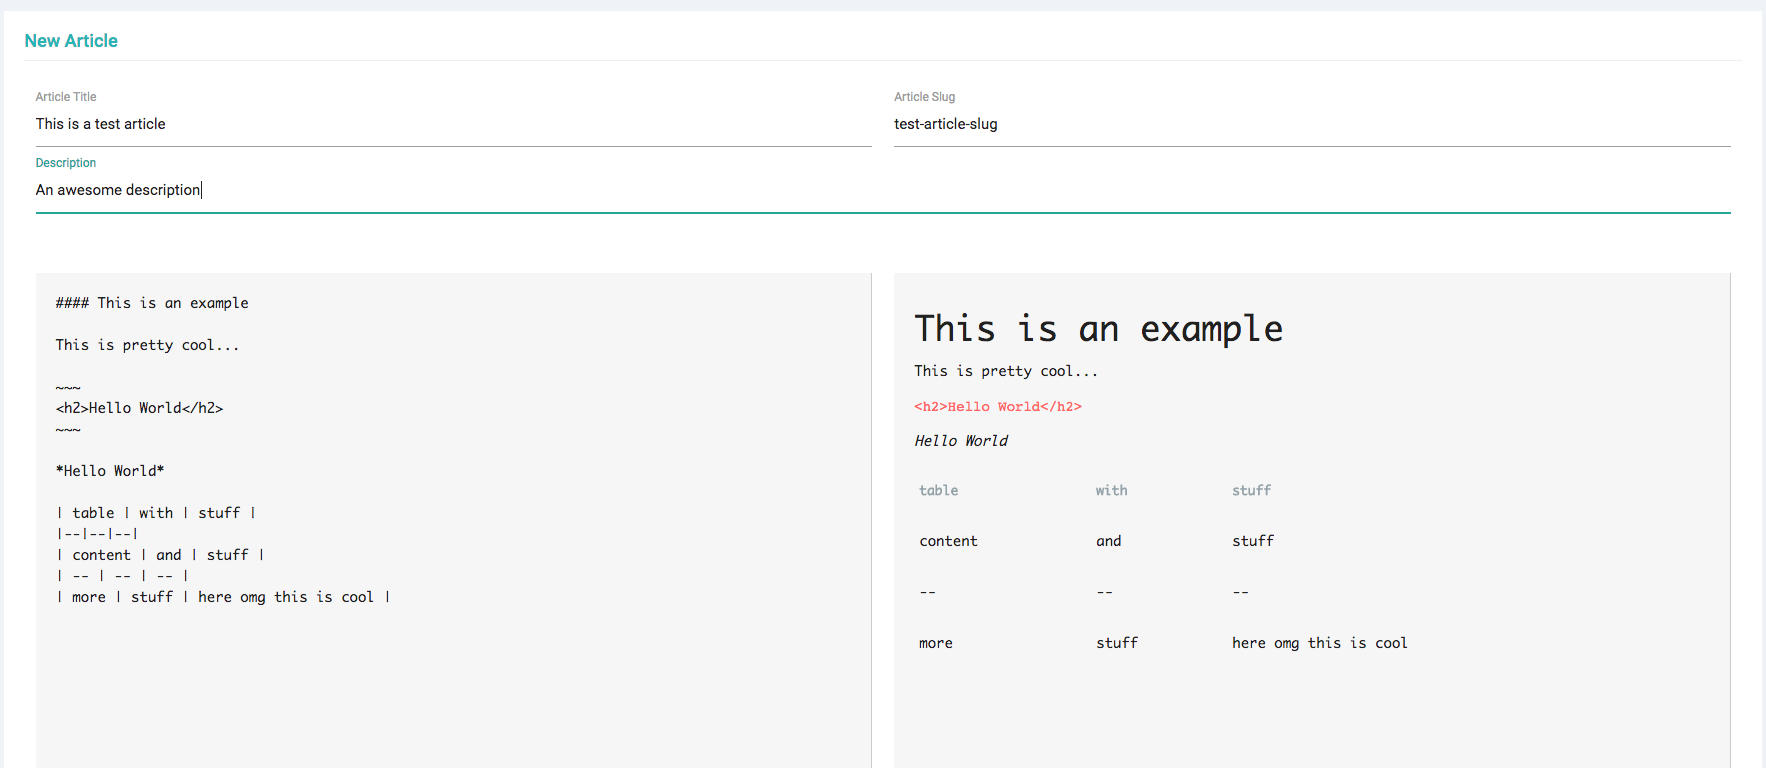 New Article
Article Title
This is a test article
Article Slug
test-article-slug
Description
An awesome description
#### This is an example
This is pretty cool...
~~~
<h2>Hello World</h2>
~~~
*Hello World*
| table | with | stuff |
|--|--|--|
| content | and | stuff |
| -- | -- | -- |
| more | stuff | here omg this is cool |
This is an example
This is pretty cool...
<h2>Hello World</h2>
Hello World
table with stuff
content and stuff
-- -- --
more stuff here omg this is cool